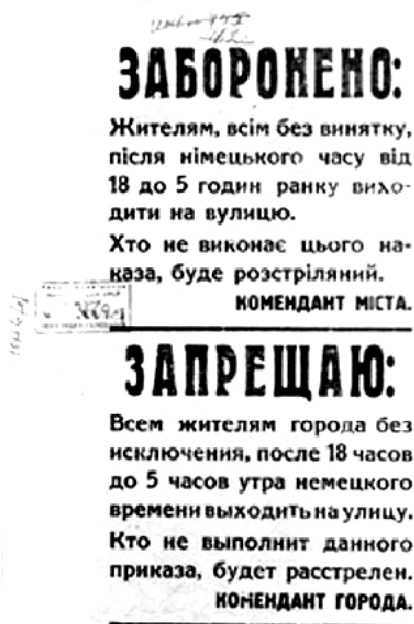 ЗАБОРОНЕНО:
Жителям, всім без винятку,
після німецького часу від
18 до 5 годин ранку вихо-
дити на вулицю.
Хто не виконає цього на-
каза, буде розстріляний.
КОМЕНДАНТ МІСТА.
ЗАПРЕЩАЮ:
Всем жителям города без
исключения, после 18 часов
до 5 часов утра немецкого
времени выходить на улицу.
Кто не выполнит данного
приказа, будет расстрелен.
КОМЕНДАНТ ГОРОДА.